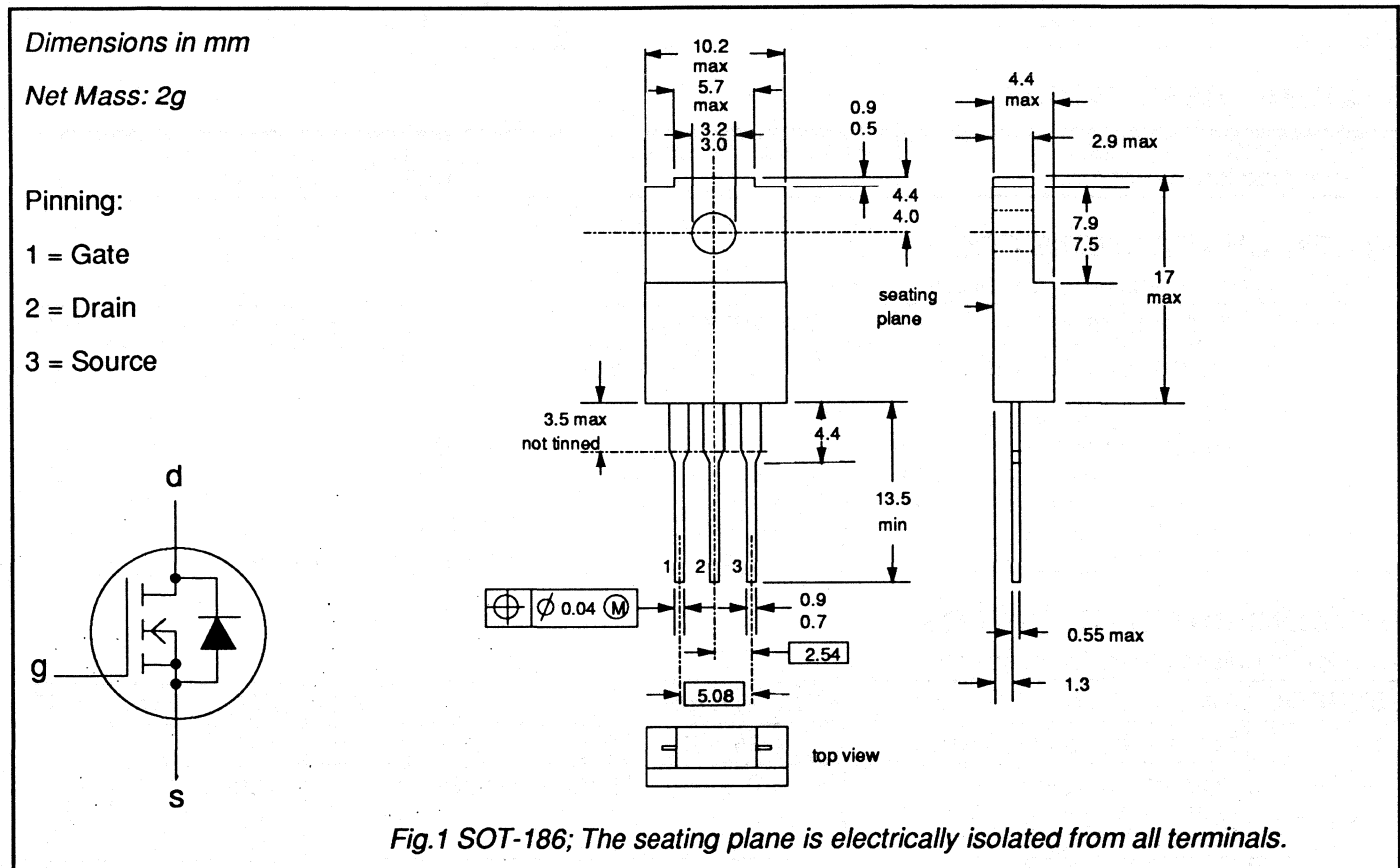 Dimensions in mm
Net Mass: 2g
Pinning:
1 = Gate
2 = Drain
3 = Source
d
g
s
10.2
max
5.7
max
3.2
3.0
0.9
0.5
4.4
4.0
seating
plane
3.5 max
not tinned
4.4
13.5
min
1 2 3
⌖ Ø 0.04 Ⓜ
0.9
0.7
2.54
5.08
top view
4.4
max
2.9 max
7.9
7.5
17
max
0.55 max
1.3
Fig.1 SOT-186; The seating plane is electrically isolated from all terminals.